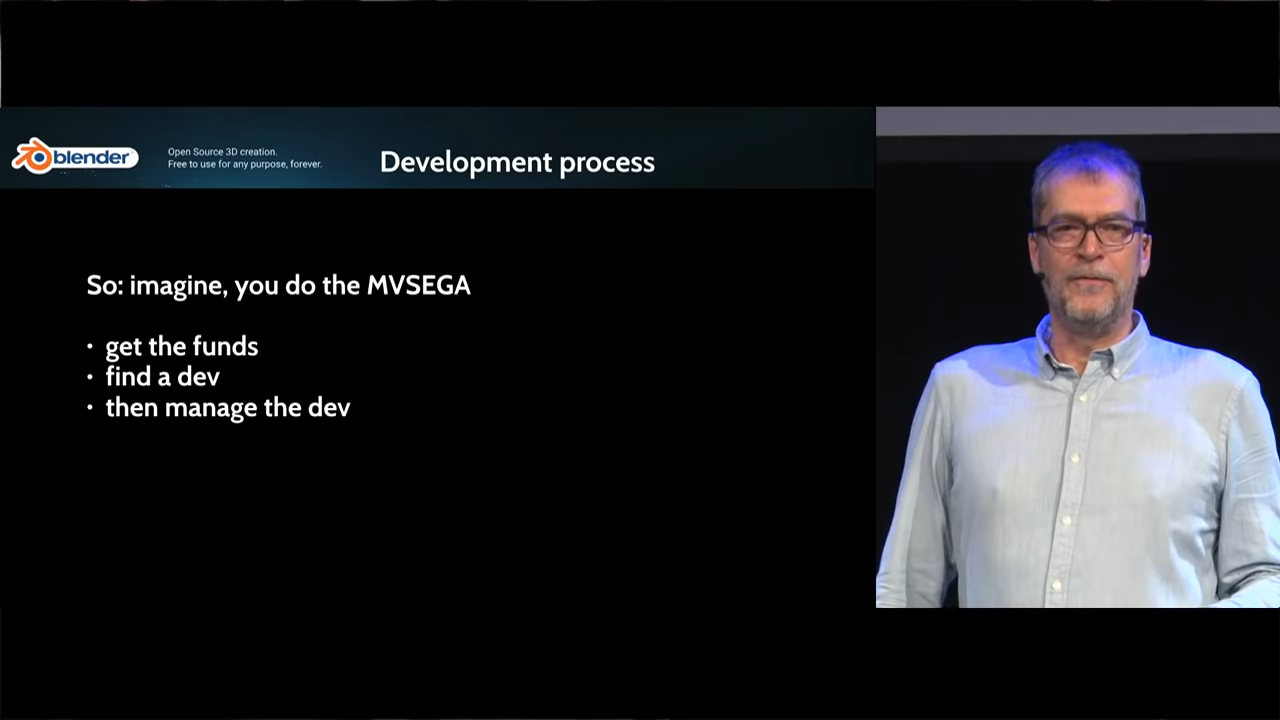 blender
Open Source 3D creation.
Free to use for any purpose, forever.
Development process
So: imagine, you do the MVSEGA
• get the funds
• find a dev
• then manage the dev